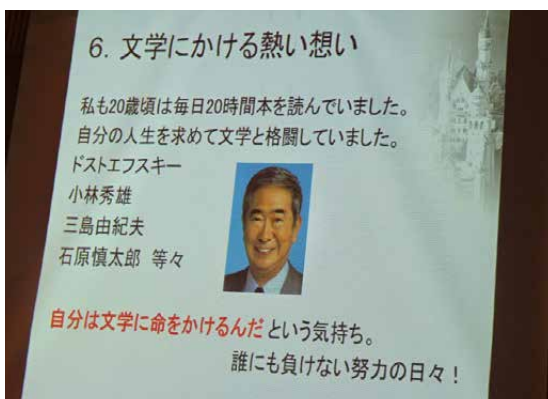 6. 文学にかける熱い想い
私も20歳頃は毎日20時間本を読んでいました。
自分の人生を求めて文学と格闘していました。
ドストエフスキー
小林秀雄
三島由紀夫
石原慎太郎 等々
自分は文学に命をかけるんだ という気持ち。
誰にも負けない努力の日々！